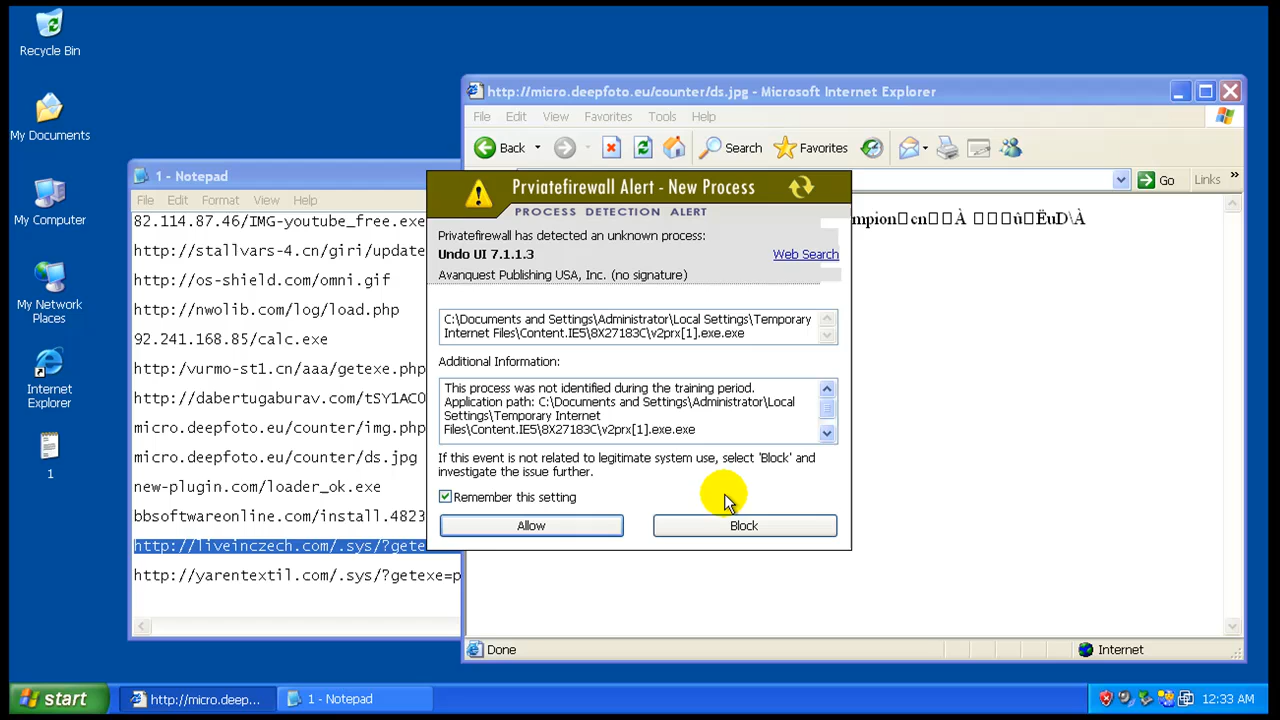 Recycle Bin
My Documents
My Computer
My Network
Places
Internet
Explorer
1
1 - Notepad
File Edit Format View Help
82.114.87.46/IMG-youtube_free.exe
http://stallvars-4.cn/giri/update
http://os-shield.com/omni.gif
http://nwolib.com/log/load.php
92.241.168.85/calc.exe
http:/vurmo-st1.cn/aaa/getexe.php
http://dabertugaburav.com/tSY1AC0
micro.deepfoto.eu/counter/img.php
micro.deepfoto.eu/counter/ds.jpg
new-plugin.com/loader_ok.exe
bbsoftwareonline.com/install.4823
http://liveinczech.com/.sys/?gete
http://yarentextil.com/.sys/?getexe=p
http://micro.deepfoto.eu/counter/ds.jpg - Microsoft Internet Explorer
File Edit View Favorites Tools Help
Back Search Favorites
Go Links »
Prviatefirewall Alert - New Process
PROCESS DETECTION ALERT
Privatefirewall has detected an unknown process:
Undo UI 7.1.1.3 Web Search
Avanquest Publishing USA, Inc. (no signature)
C:\Documents and Settings\Administrator\Local Settings\Temporary
Internet Files\Content.IE5\8X27183C\v2prx[1].exe.exe
Additional Information:
This process was not identified during the training period.
Application path: C:\Documents and Settings\Administrator\Local
Settings\Temporary Internet
Files\Content.IE5\8X27183C\v2prx[1].exe.exe
If this event is not related to legitimate system use, select 'Block' and
investigate the issue further.
Remember this setting
Allow Block
Done Internet
start http://micro.deep... 1 - Notepad 12:33 AM